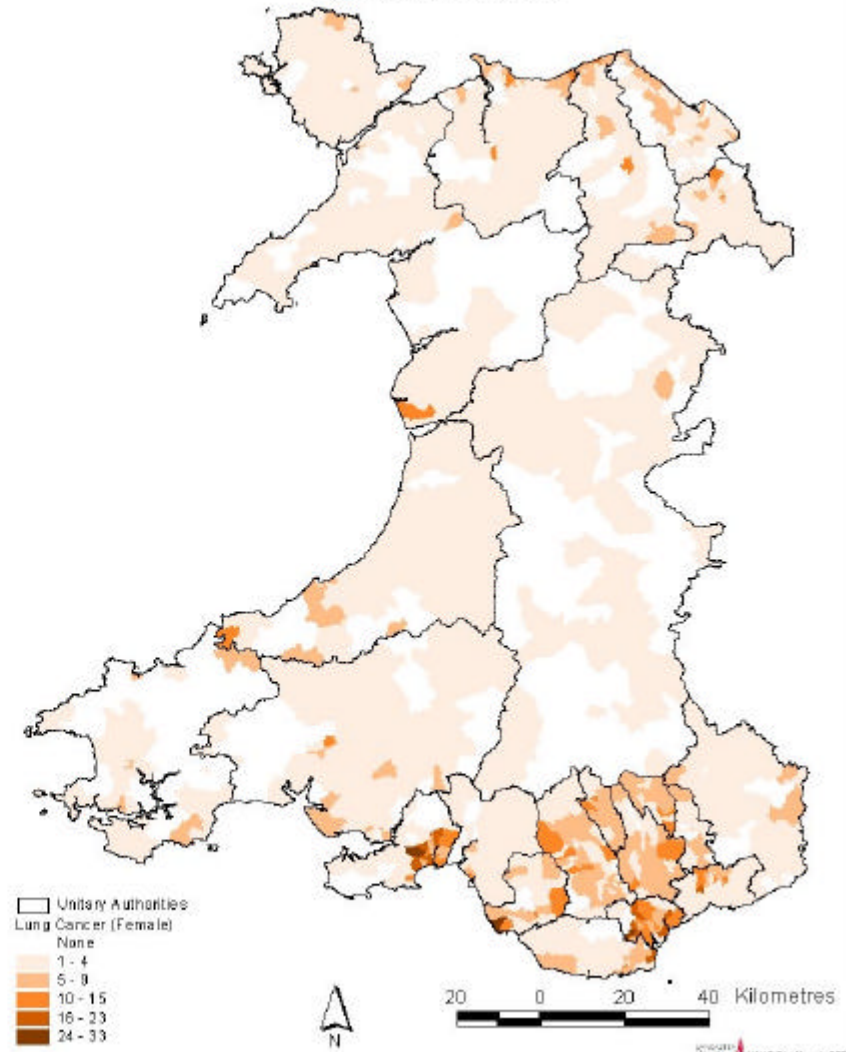 Unitary Authorities
Lung Cancer (Female)
None
1 - 4
5 - 9
10 - 15
16 - 23
24 - 33
N
20 0 20 40 Kilometres